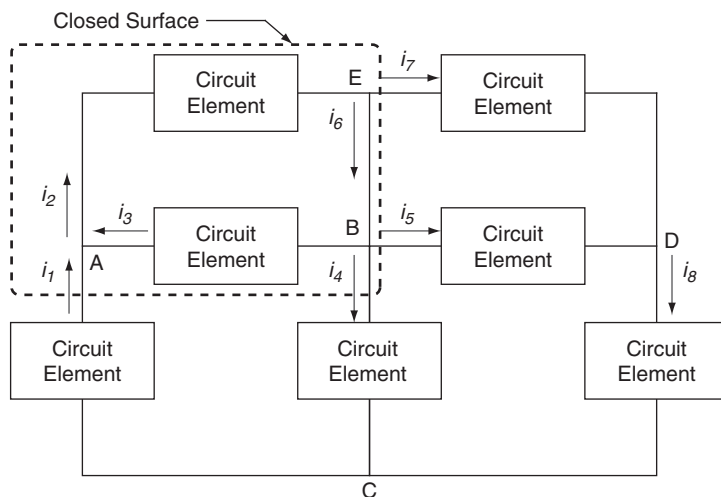 Closed Surface
E
i7
Circuit
Element
Circuit
Element
i6
i2
i3
Circuit
Element
B
i5
Circuit
Element
D
A
i1
i4
i8
Circuit
Element
Circuit
Element
Circuit
Element
C